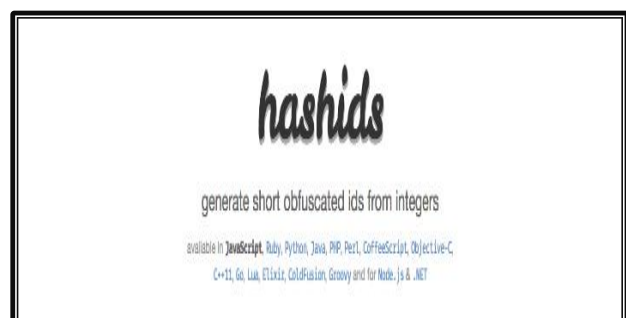 hashids
generate short obfuscated ids from integers
available in JavaScript, Ruby, Python, Java, PHP, Perl, CoffeeScript, Objective-C,
C++11, Go, Lua, Elixir, ColdFusion, Groovy and for Node.js & .NET